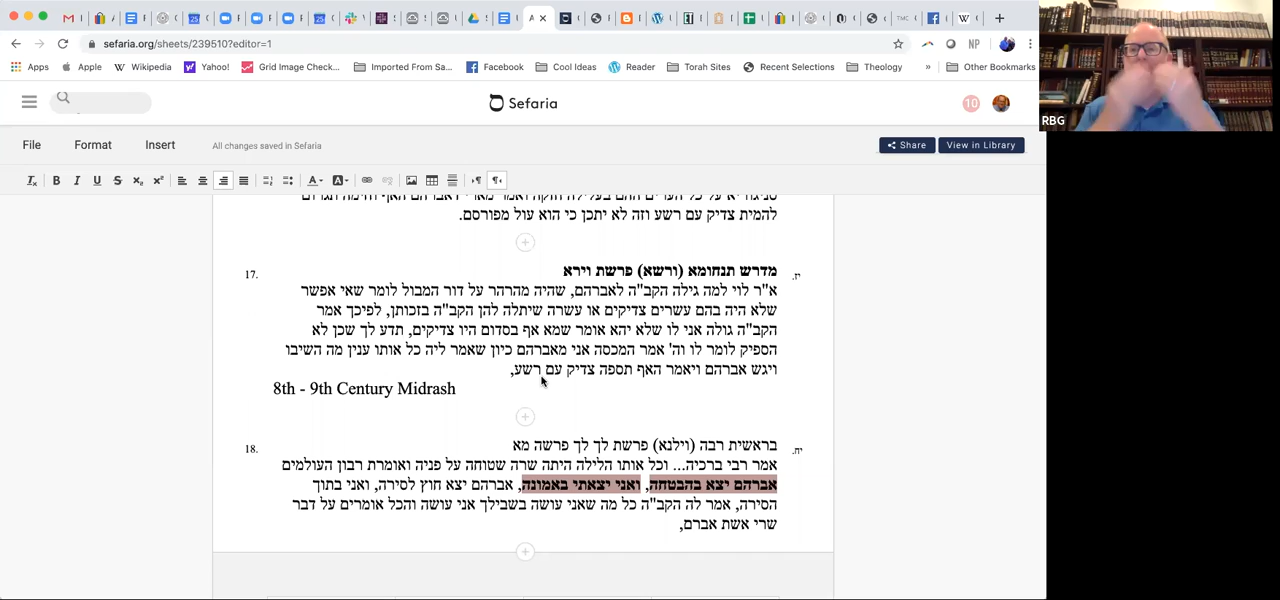 sefaria.org/sheets/239510?editor=1
NP
Apps Apple Wikipedia Yahoo! Grid Image Check... Imported From Sa... Facebook Cool Ideas Reader Torah Sites Recent Selections Theology » Other Bookmarks
RBG
Sefaria
10
File Format Insert All changes saved in Sefaria Share View in Library
להמית צדיק עם רשע וזה לא יתכן כי הוא עול מפורסם.
17.
יז.
מדרש תנחומא (ורשא) פרשת וירא
א"ר לוי למה גילה הקב"ה לאברהם, שהיה מהרהר על דור המבול לומר שאי אפשר
שלא היה בהם עשרים צדיקים או עשרה שיתלה להן הקב"ה בזכותן, לפיכך אמר
הקב"ה גולה אני לו שלא יהא אומר שמא אף בסדום היו צדיקים, תדע לך שכן לא
הספיק לומר לו וה' אמר המכסה אני מאברהם כיון שאמר ליה כל אותו ענין מה השיבו
ויגש אברהם ויאמר האף תספה צדיק עם רשע,
8th - 9th Century Midrash
18.
יח.
בראשית רבה (וילנא) פרשת לך לך פרשה מא
אמר רבי ברכיה... וכל אותו הלילה היתה שרה שטוחה על פניה ואומרת רבון העולמים
אברהם יצא בהבטחה, ואני יצאתי באמונה, אברהם יצא חוץ לסירה, ואני בתוך
הסירה, אמר לה הקב"ה כל מה שאני עושה בשבילך אני עושה והכל אומרים על דבר
שרי אשת אברם,